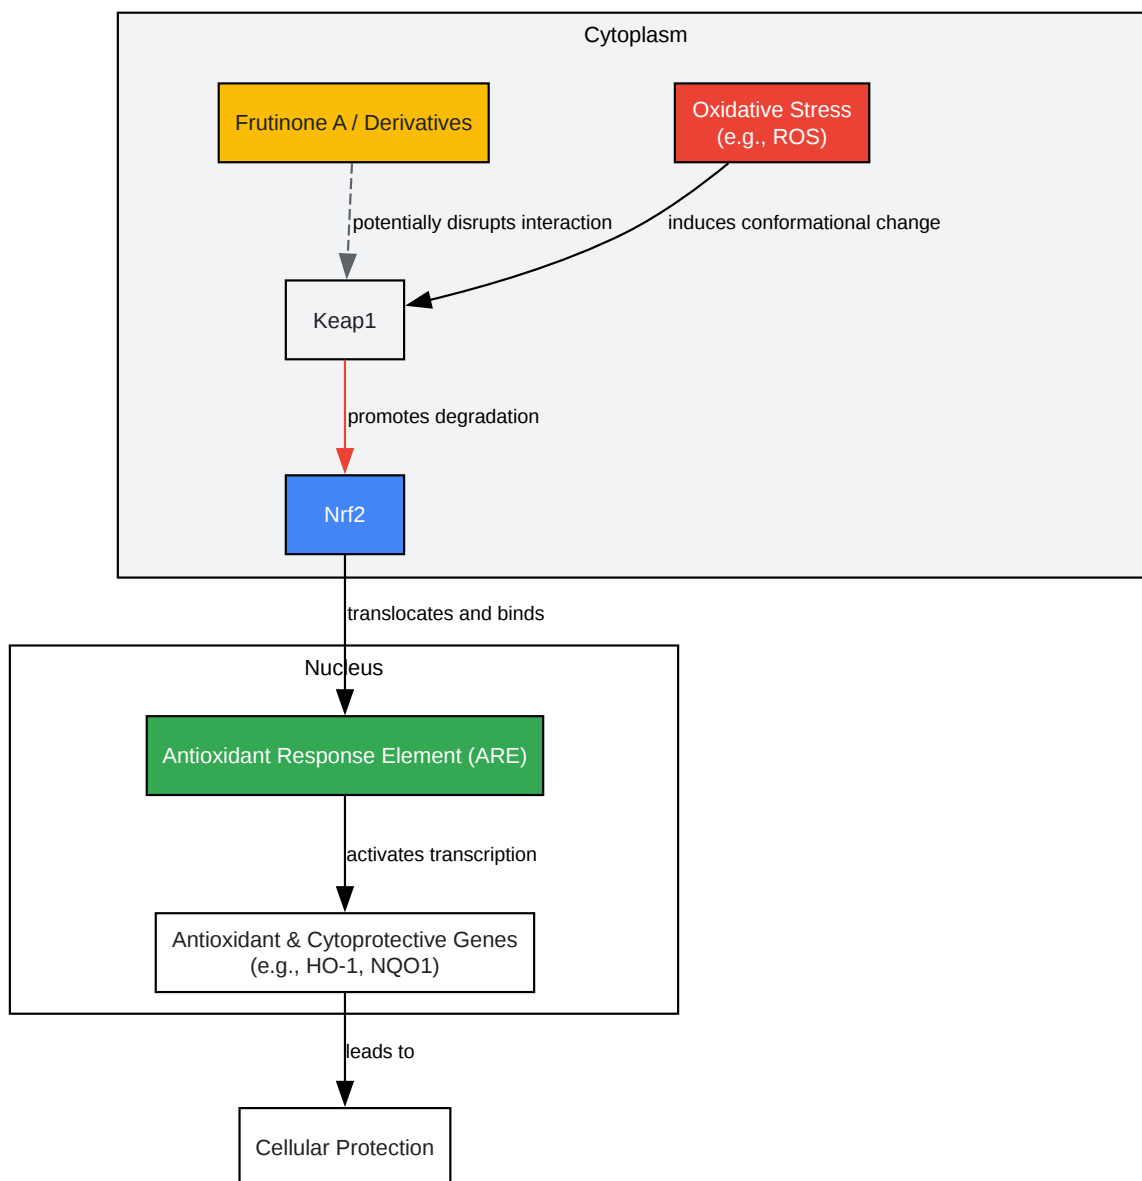 Cytoplasm
Frutinone A / Derivatives
Oxidative Stress
(e.g., ROS)
potentially disrupts interaction
induces conformational change
Keap1
promotes degradation
Nrf2
translocates and binds
Nucleus
Antioxidant Response Element (ARE)
activates transcription
Antioxidant & Cytoprotective Genes
(e.g., HO-1, NQO1)
leads to
Cellular Protection